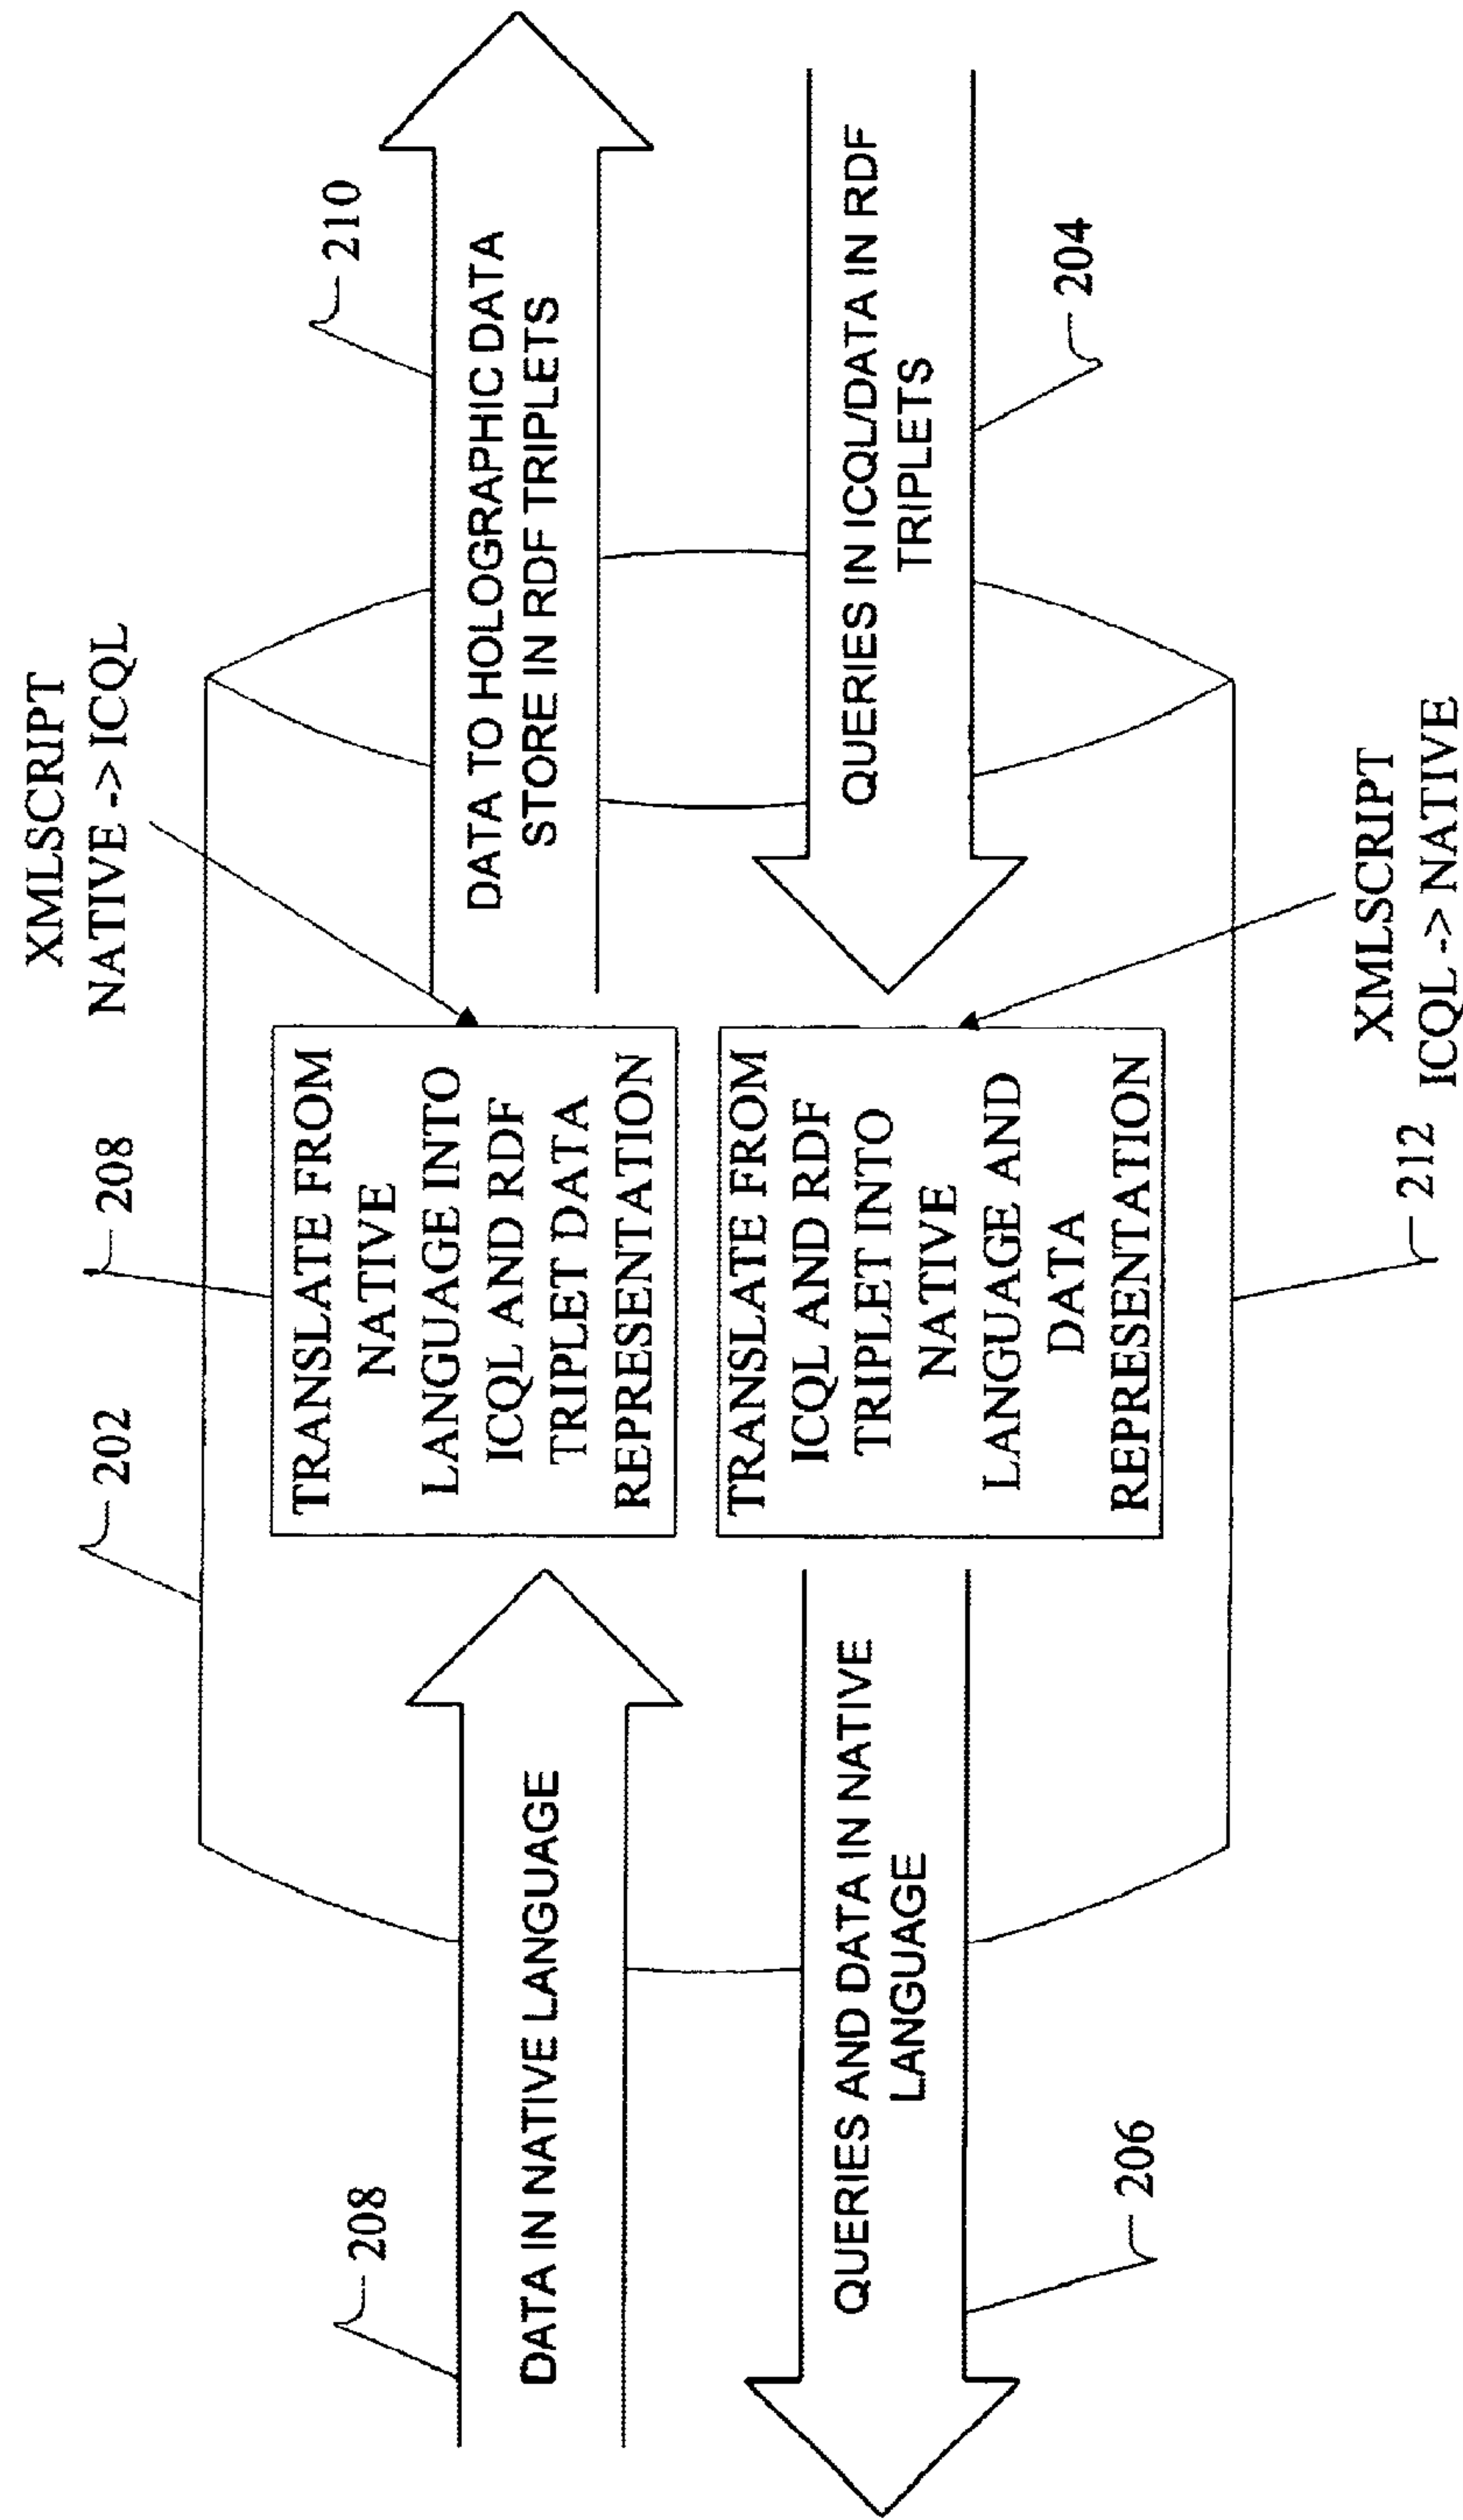 XMLSCRIPT
NATIVE -> ICQL
208
202
210
208
DATA IN NATIVE LANGUAGE
TRANSLATE FROM
NATIVE
LANGUAGE INTO
ICQL AND RDF
TRIPLET DATA
REPRESENTATION
DATA TO HOLOGRAPHIC DATA
STORE IN RDF TRIPLETS
QUERIES AND DATA IN NATIVE
LANGUAGE
TRANSLATE FROM
ICQL AND RDF
TRIPLET INTO
NATIVE
LANGUAGE AND
DATA
REPRESENTATION
QUERIES IN ICQL/DATA IN RDF
TRIPLETS
206
204
212
XMLSCRIPT
ICQL -> NATIVE